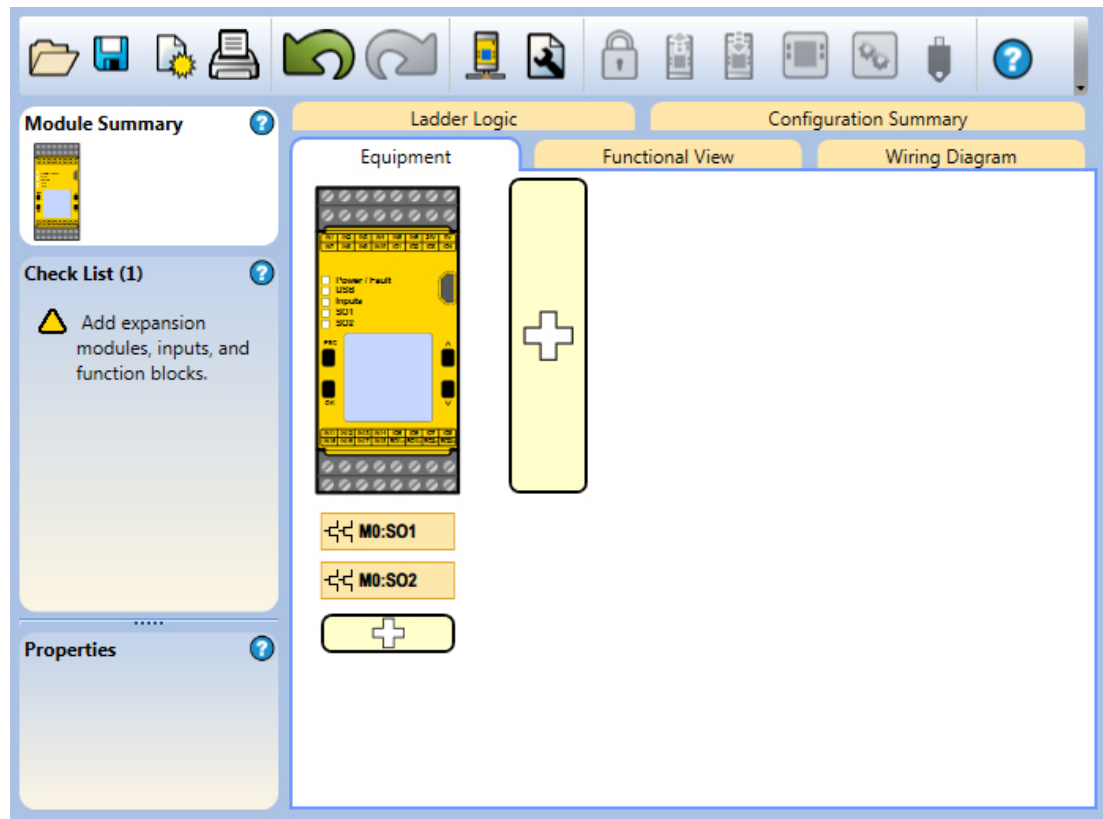 Module Summary
Ladder Logic
Configuration Summary
Equipment
Functional View
Wiring Diagram
Check List (1)
Add expansion
modules, inputs, and
function blocks.
Power / Fault
USB
Inputs
SO1
SO2
ESC
OK
M0:SO1
M0:SO2
Properties